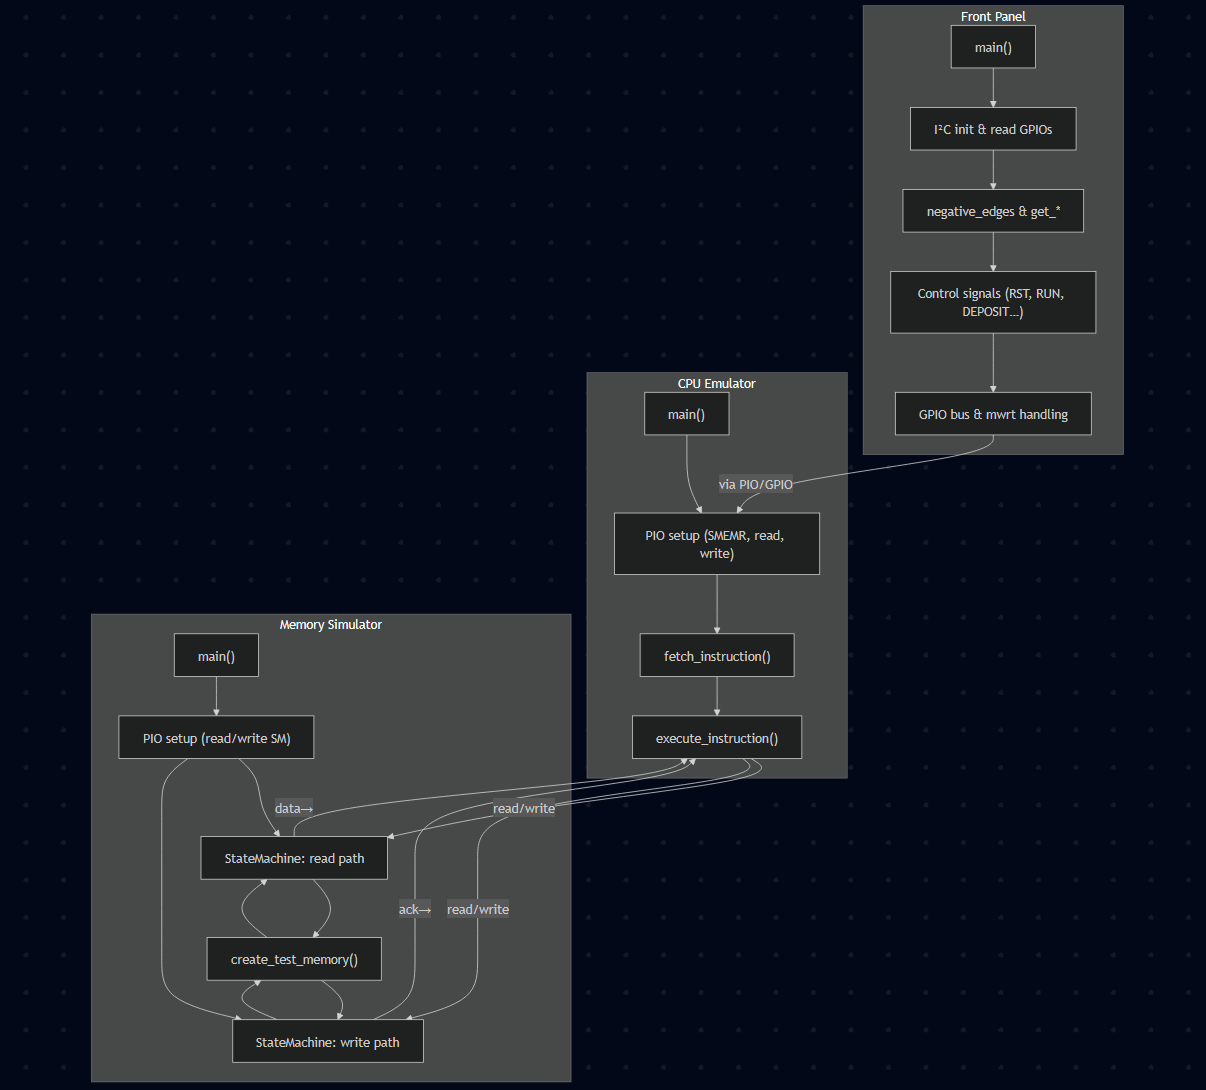 Front Panel
main()
I²C init & read GPIOs
negative_edges & get_*
Control signals (RST, RUN,
DEPOSIT...)
GPIO bus & mwrt handling
CPU Emulator
main()
via PIO/GPIO
PIO setup (SMEMR, read,
write)
fetch_instruction()
execute_instruction()
Memory Simulator
main()
PIO setup (read/write SM)
data→
read/write
StateMachine: read path
ack→
read/write
create_test_memory()
StateMachine: write path